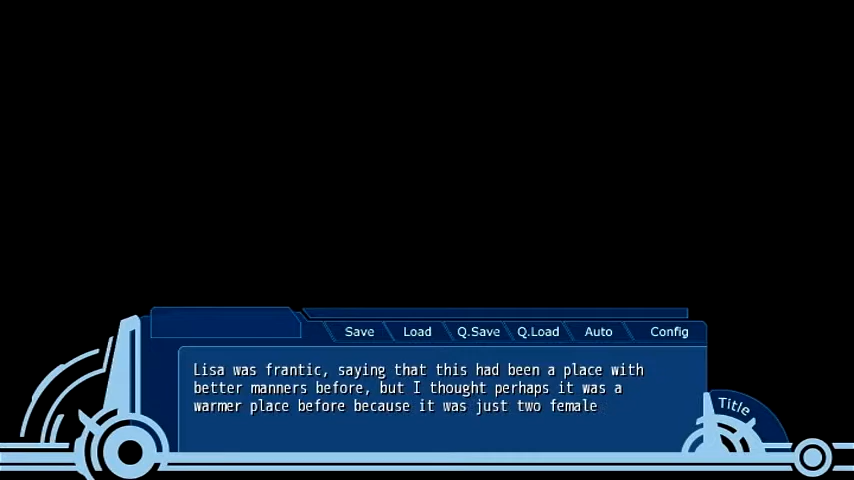 Save Load Q.Save Q.Load Auto Config
Lisa was frantic, saying that this had been a place with
better manners before, but I thought perhaps it was a
warmer place before because it was just two female
Title